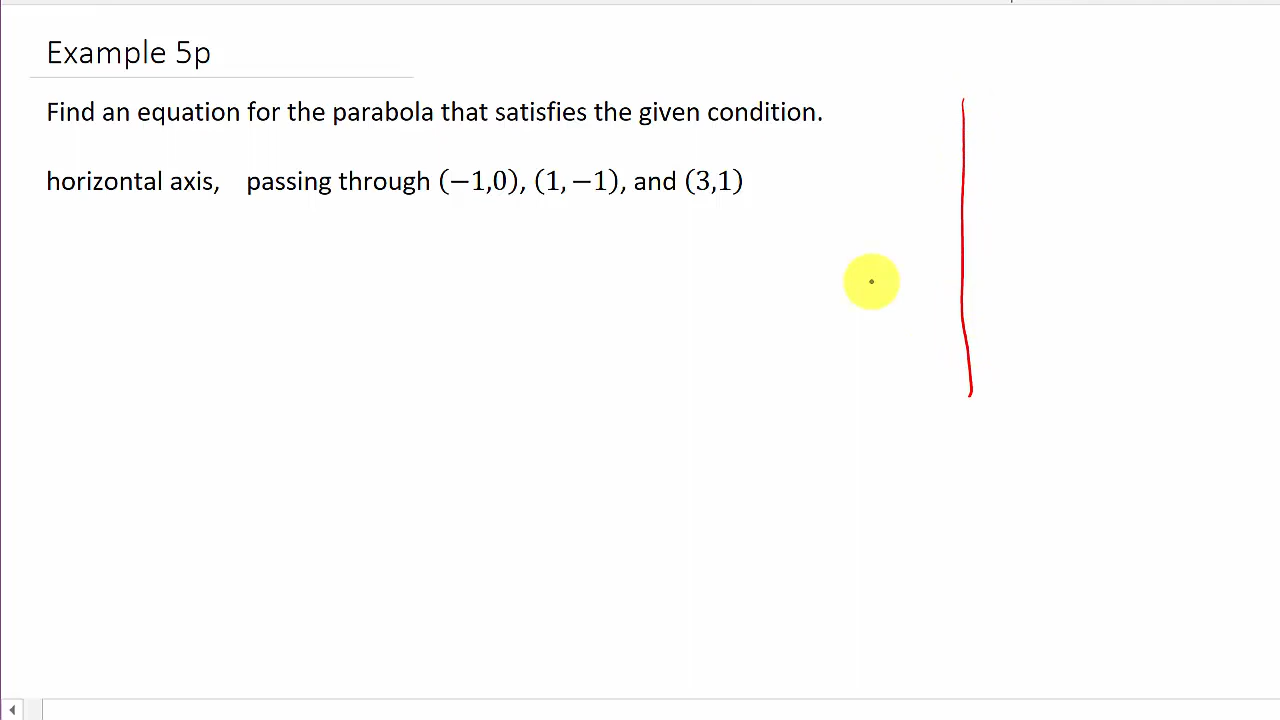 Example 5p
Find an equation for the parabola that satisfies the given condition.
horizontal axis, passing through (−1,0), (1, −1), and (3,1)